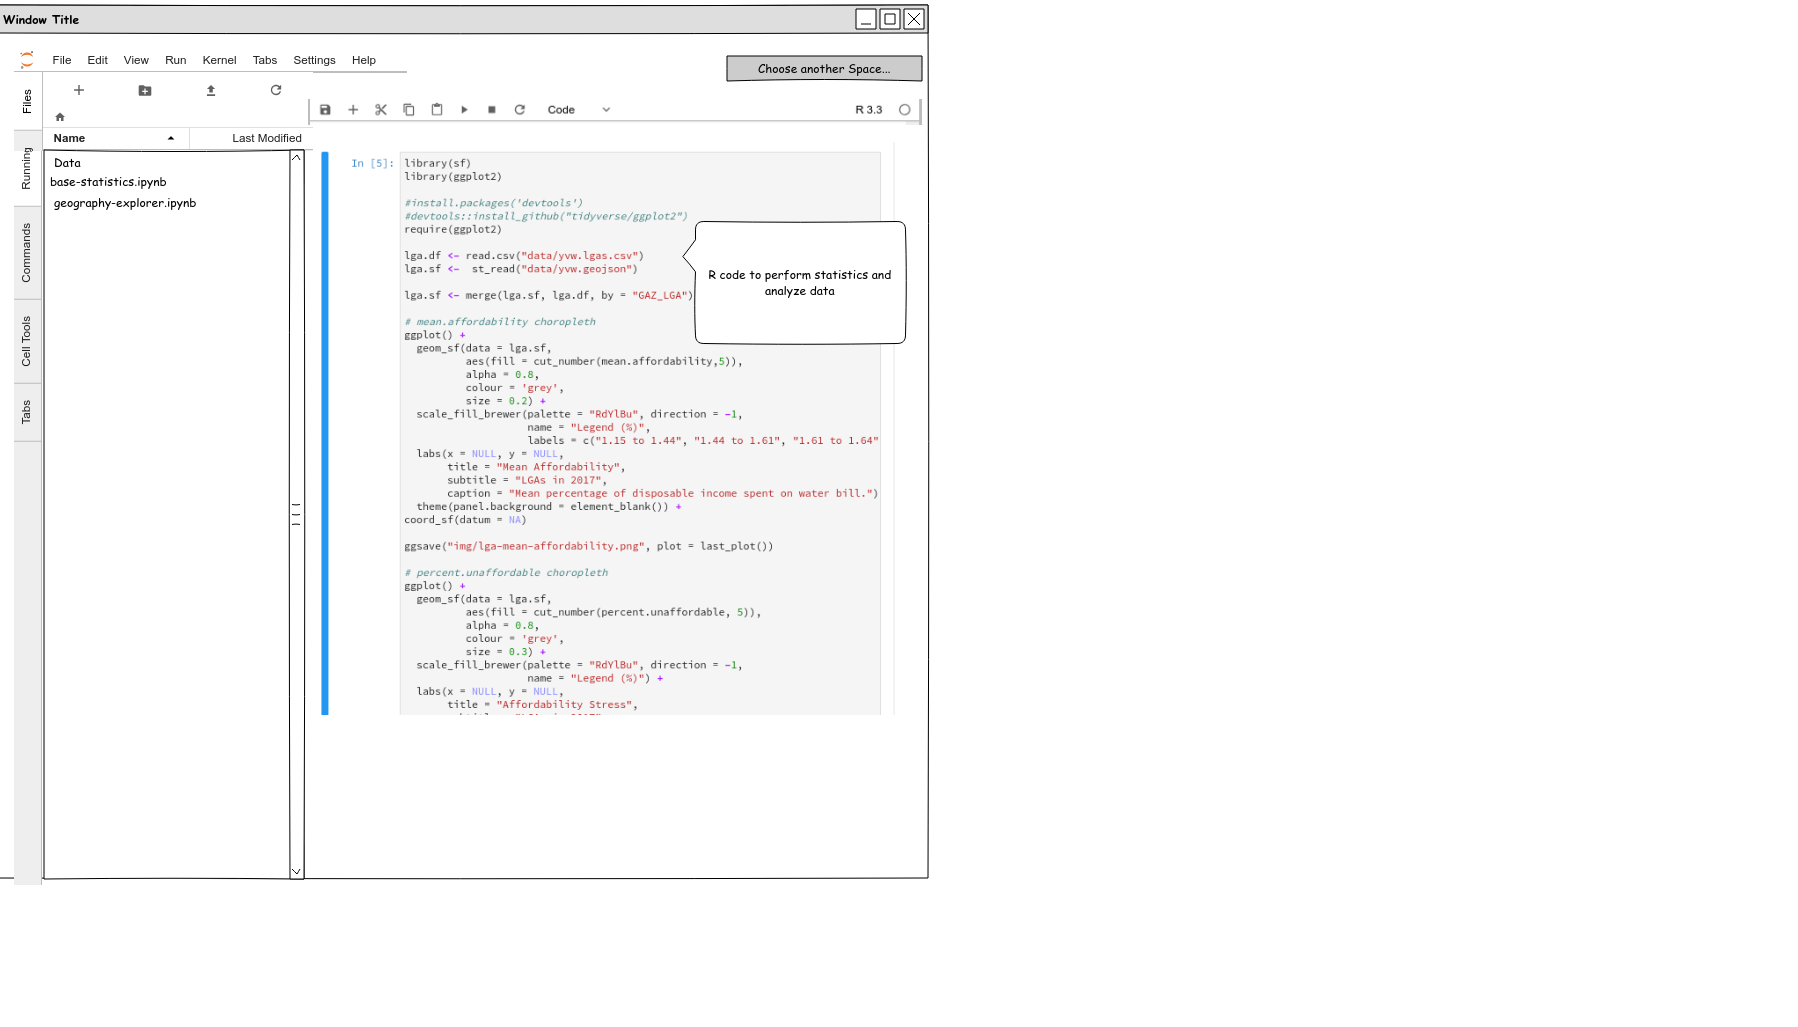 Window Title
File Edit View Run Kernel Tabs Settings Help
Choose another Space...
Files
Running
Commands
Cell Tools
Tabs
Name Last Modified
Data
base-statistics.ipynb
geography-explorer.ipynb
Code R 3.3
In [5]:
library(sf)
library(ggplot2)
#install.packages('devtools')
#devtools::install_github("tidyverse/ggplot2")
require(ggplot2)
lga.df <- read.csv("data/yvw.lgas.csv")
lga.sf <-  st_read("data/yvw.geojson")
lga.sf <- merge(lga.sf, lga.df, by = "GAZ_LGA")
# mean.affordability choropleth
ggplot() +
  geom_sf(data = lga.sf,
          aes(fill = cut_number(mean.affordability,5)),
          alpha = 0.8,
          colour = 'grey',
          size = 0.2) +
  scale_fill_brewer(palette = "RdYlBu", direction = -1,
                    name = "Legend (%)",
                    labels = c("1.15 to 1.44", "1.44 to 1.61", "1.61 to 1.64"
  labs(x = NULL, y = NULL,
       title = "Mean Affordability",
       subtitle = "LGAs in 2017",
       caption = "Mean percentage of disposable income spent on water bill.")
  theme(panel.background = element_blank()) +
coord_sf(datum = NA)
ggsave("img/lga-mean-affordability.png", plot = last_plot())
# percent.unaffordable choropleth
ggplot() +
  geom_sf(data = lga.sf,
          aes(fill = cut_number(percent.unaffordable, 5)),
          alpha = 0.8,
          colour = 'grey',
          size = 0.3) +
  scale_fill_brewer(palette = "RdYlBu", direction = -1,
                    name = "Legend (%)") +
  labs(x = NULL, y = NULL,
       title = "Affordability Stress",
R code to perform statistics and
analyze data